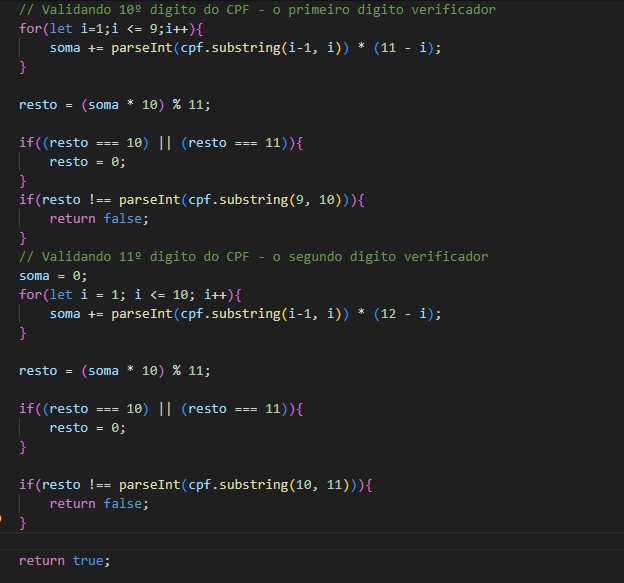 // Validando 10º digito do CPF - o primeiro digito verificador
for(let i=1;i <= 9;i++){
soma += parseInt(cpf.substring(i-1, i)) * (11 - i);
}
resto = (soma * 10) % 11;
if((resto === 10) || (resto === 11)){
resto = 0;
}
if(resto !== parseInt(cpf.substring(9, 10))){
return false;
}
// Validando 11º digito do CPF - o segundo digito verificador
soma = 0;
for(let i = 1; i <= 10; i++){
soma += parseInt(cpf.substring(i-1, i)) * (12 - i);
}
resto = (soma * 10) % 11;
if((resto === 10) || (resto === 11)){
resto = 0;
}
if(resto !== parseInt(cpf.substring(10, 11))){
return false;
}
return true;